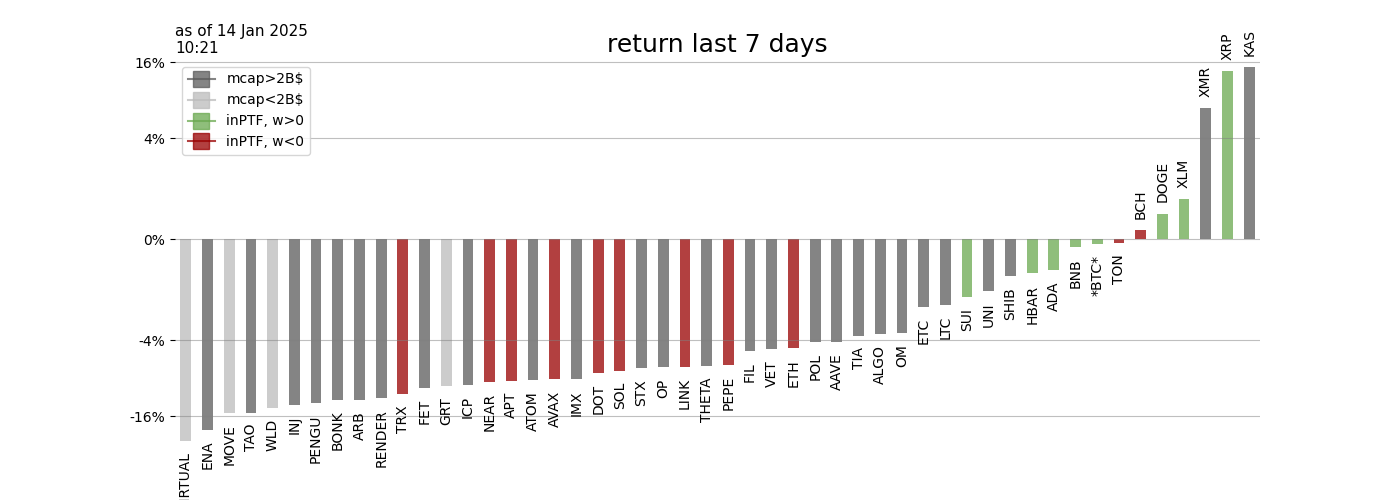 as of 14 Jan 2025
10:21
return last 7 days
16%
4%
0%
-4%
-16%
mcap>2B$
mcap<2B$
inPTF, w>0
inPTF, w<0
RTUAL
ENA
MOVE
TAO
WLD
INJ
PENGU
BONK
ARB
RENDER
TRX
FET
GRT
ICP
NEAR
APT
ATOM
AVAX
IMX
DOT
SOL
STX
OP
LINK
THETA
PEPE
FIL
VET
ETH
POL
AAVE
TIA
ALGO
OM
ETC
LTC
SUI
UNI
SHIB
HBAR
ADA
BNB
*BTC*
TON
BCH
DOGE
XLM
XMR
XRP
KAS